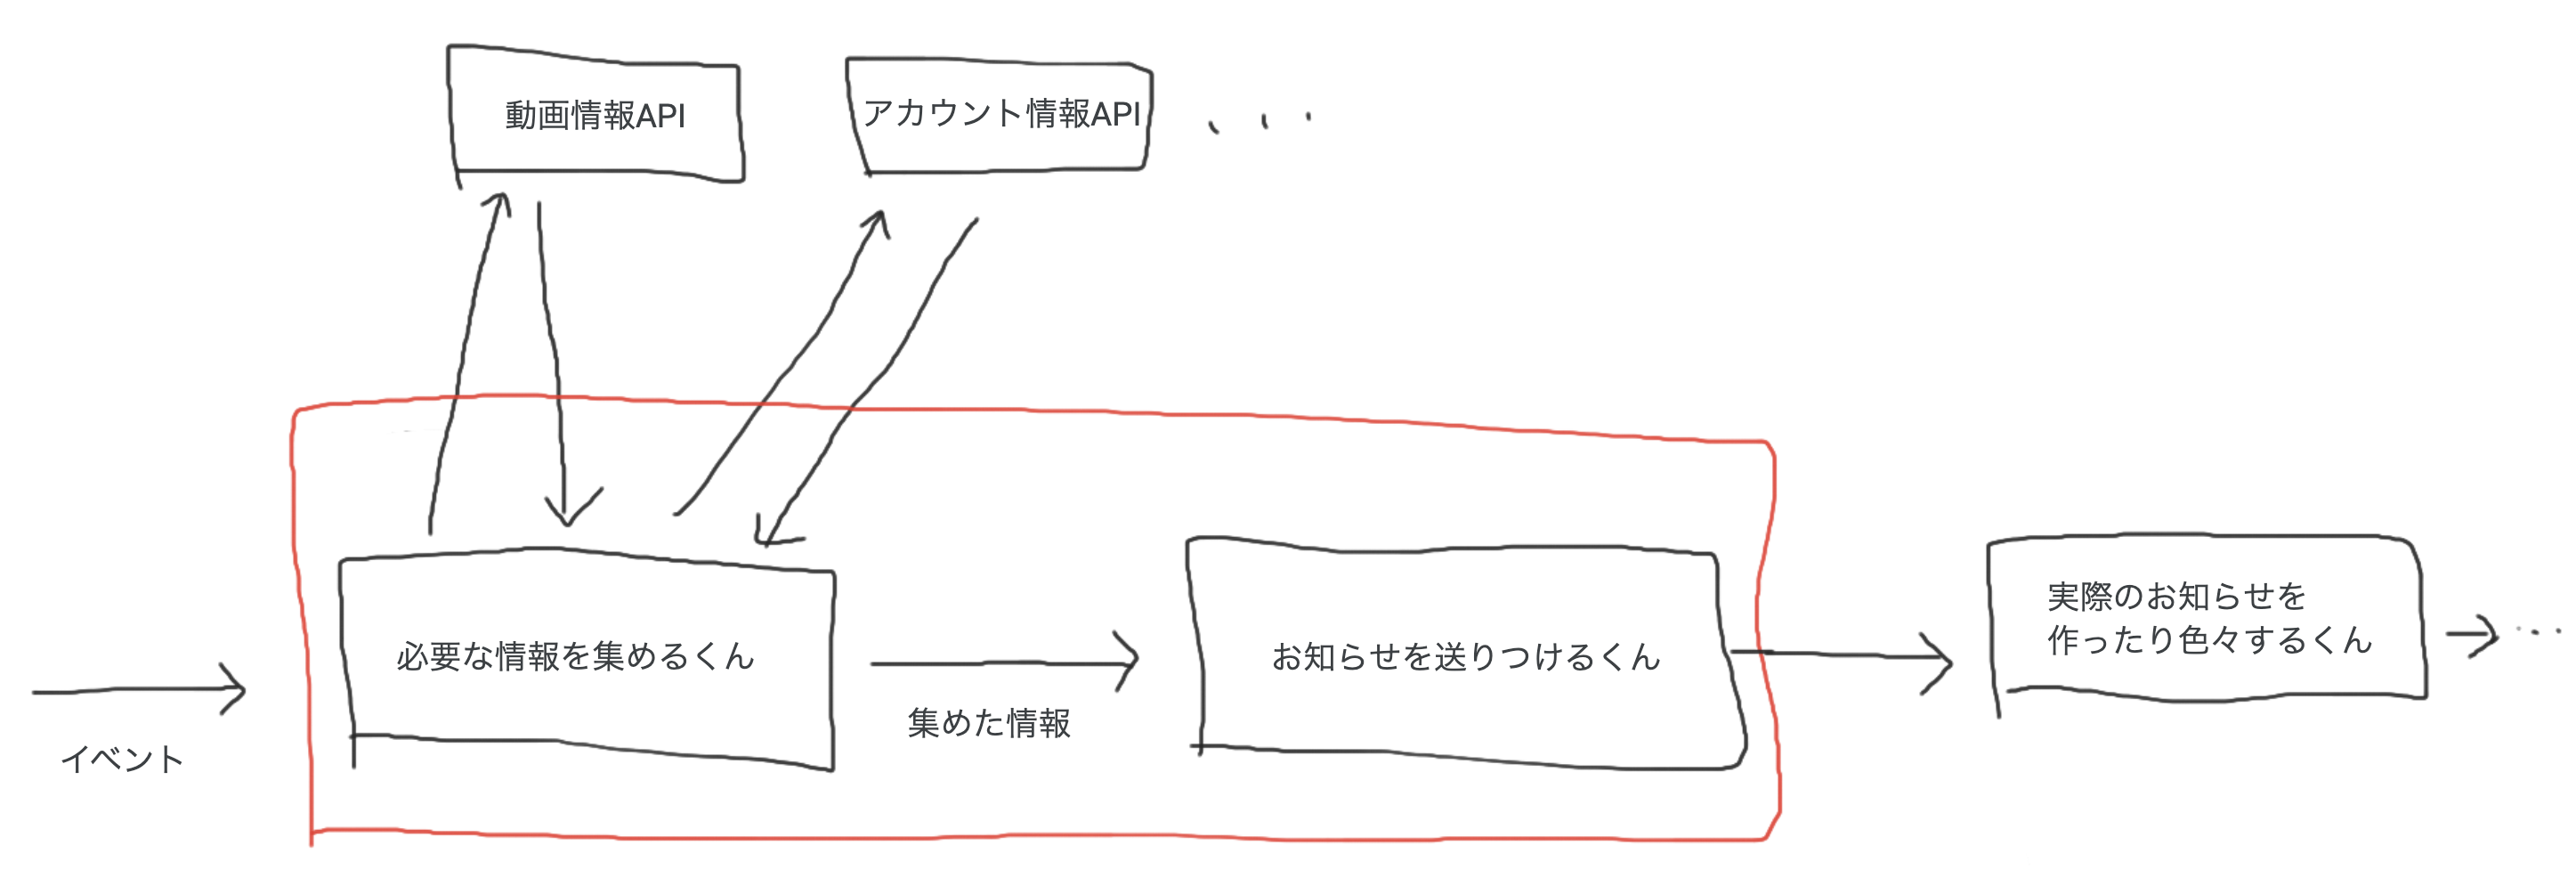 動画情報API
アカウント情報API
必要な情報を集めるくん
お知らせを送りつけるくん
実際のお知らせを
作ったり色々するくん
集めた情報
イベント